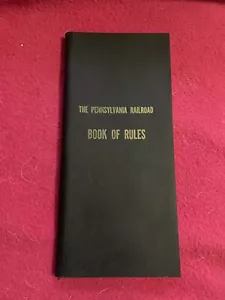 THE PENNSYLVANIA RAILROAD
BOOK OF RULES